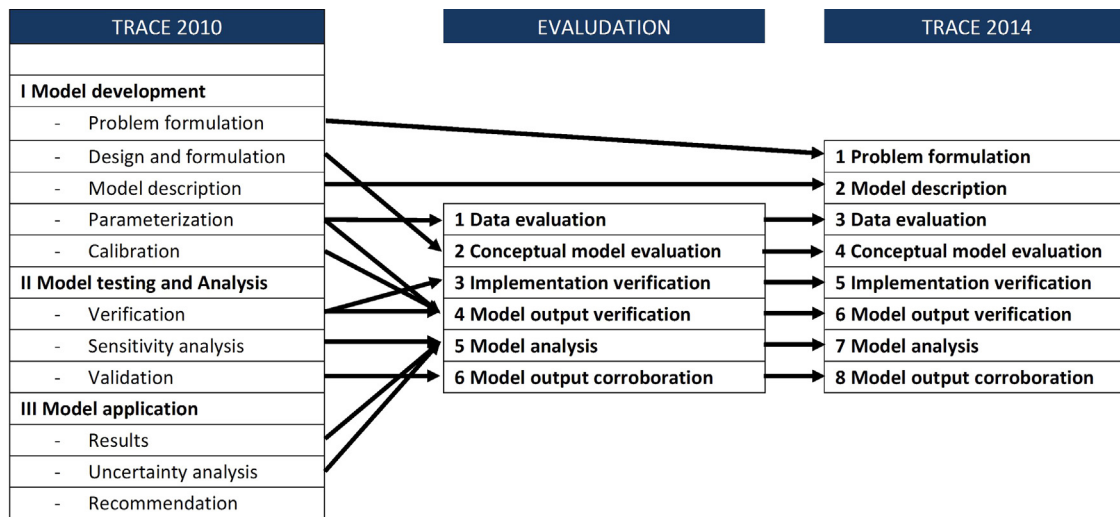 TRACE 2010
I Model development
- Problem formulation
- Design and formulation
- Model description
- Parameterization
- Calibration
II Model testing and Analysis
- Verification
- Sensitivity analysis
- Validation
III Model application
- Results
- Uncertainty analysis
- Recommendation
EVALUDATION
1 Data evaluation
2 Conceptual model evaluation
3 Implementation verification
4 Model output verification
5 Model analysis
6 Model output corroboration
TRACE 2014
1 Problem formulation
2 Model description
3 Data evaluation
4 Conceptual model evaluation
5 Implementation verification
6 Model output verification
7 Model analysis
8 Model output corroboration